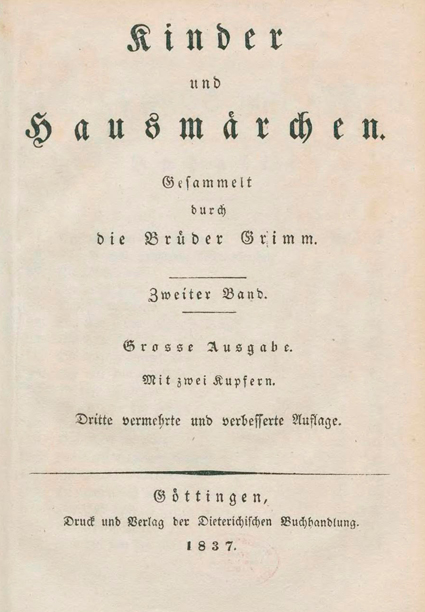 Kinder
und
Hausmärchen.
Gesammelt
durch
die Brüder Grimm.
Zweiter Band.
Grosse Ausgabe.
Mit zwei Kupfern.
Dritte vermehrte und verbesserte Auflage.
Göttingen,
Druck und Verlag der Dieterichischen Buchhandlung.
1837.